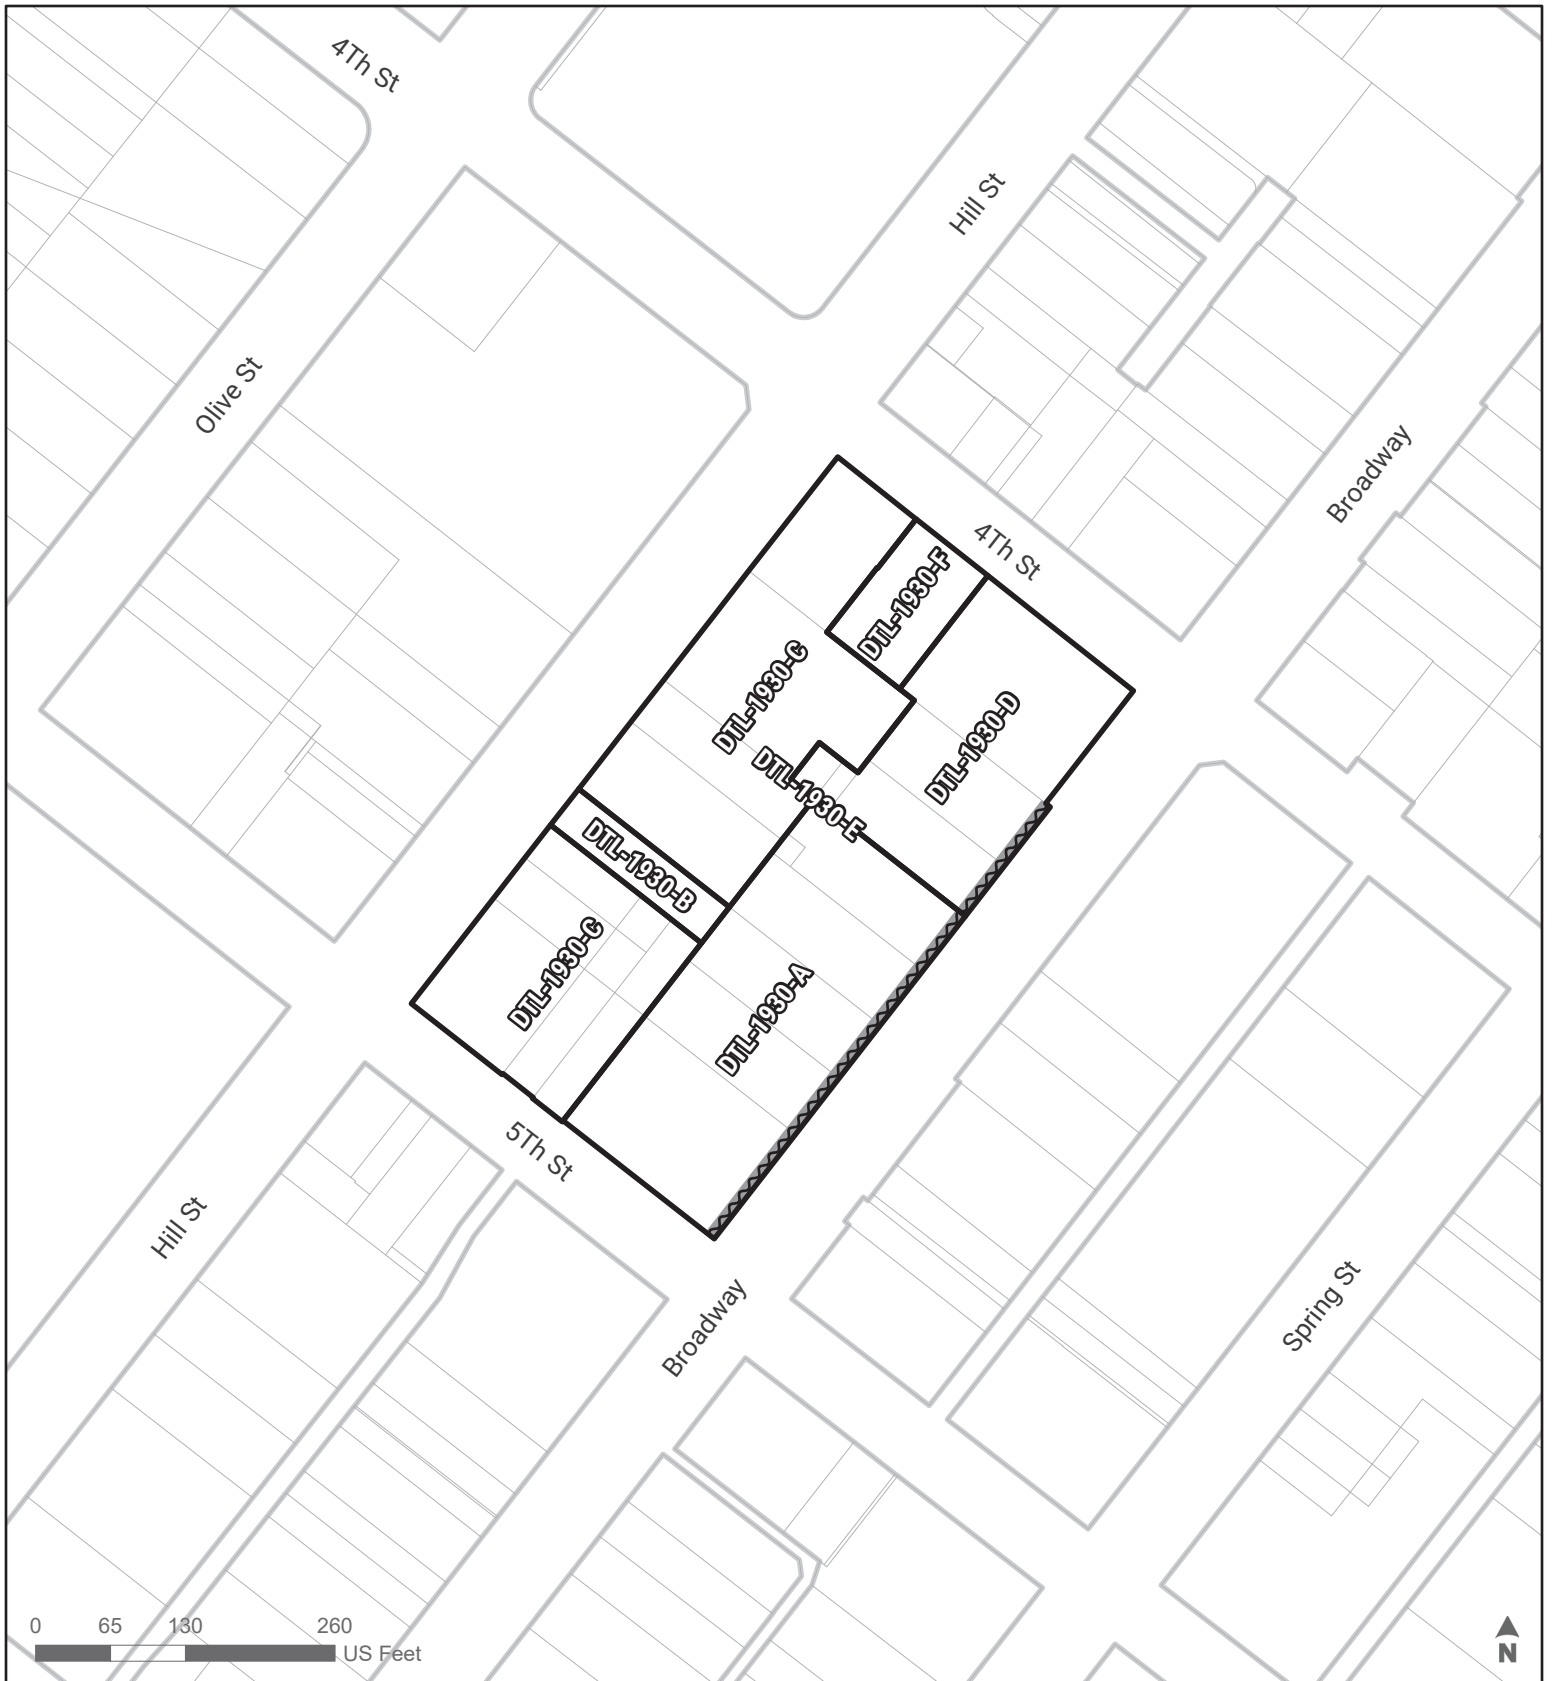 4Th St
Hill St
Olive St
Broadway
4Th St
DTL-1930-F
DTL-1930-C
DTL-1930-D
DTL-1930-E
DTL-1930-B
DTL-1930-G
DTL-1930-A
5Th St
Hill St
Broadway
Spring St
0 65 130 260
US Feet
N